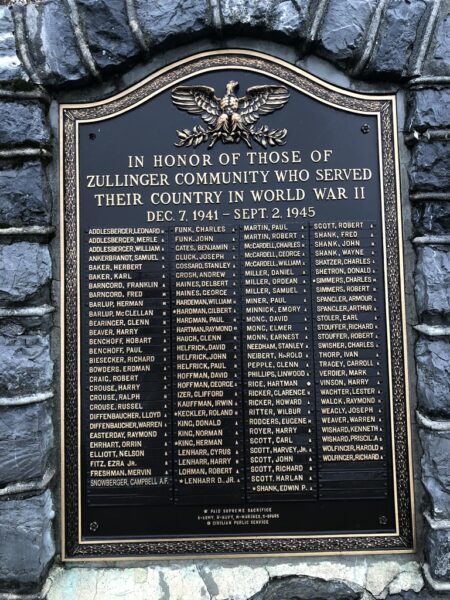 IN HONOR OF THOSE OF
ZULLINGER COMMUNITY WHO SERVED
THEIR COUNTRY IN WORLD WAR II
DEC. 7, 1941 – SEPT. 2, 1945
ADDLESBERGER, LEONARD
ADDLESBERGER, MERLE
ADDLESBERGER, WILLIAM
ANKERBRANDT, SAMUEL
BAKER, HERBERT
BAKER, KARL
BARNCORD, FRANKLIN
BARNCORD, FRED
BARLUP, HERMAN
BARLUP, McCLELLAN
BEARINGER, GLENN
BEAVER, HARRY
BENCHOFF, HOBART
BENCHOFF, PAUL
BIESECKER, RICHARD
BOWDERS, ERDMAN
CRAIG, ROBERT
CROUSE, HARRY
CROUSE, RALPH
CROUSE, RUSSEL
DIFFENBAUCHER, LLOYD
DIFFENBAUCHER, WARREN
EASTERDAY, RAYMOND
EHRHART, ORRIN
ELLIOTT, NELSON
FITZ, EZRA Jr.
FRESHMAN, MERVIN
SNOWBERGER, CAMPBELL A.F.
FUNK, CHARLES
FUNK, JOHN
GATES, BENJAMIN
GLUCK, JOSEPH
GOSSARD, STANLEY
GROSH, ANDREW
HAINES, DELBERT
HAINES, GEORGE
HARDEMAN, WILLIAM
HARDMAN, GILBERT
HARDMAN, PAUL
HARTMAN, RAYMOND
HAUCH, GLENN
HELFRICK, DAVID
HELFRICK, JOHN
HELFRICK, PAUL
HOFFMAN, DAVID
HOFFMAN, GEORGE
IZER, CLIFFORD
KAUFFMAN, IRWIN
★KECKLER, ROLAND
KING, DONALD
KING, NORMAN
★KING, HERMAN
LENHARR, CYRUS
LENHARR, HARRY
LOHMAN, ROBERT
★LENHARR D. JR.
MARTIN, PAUL
MARTIN, ROBERT
McCARDELL, CHARLES
McCARDELL, GEORGE
McCARDELL, WILLIAM
MILLER, DANIEL
MILLER, ORDEAN
MILLER, SAMUEL
MINER, PAUL
MINNICK, EMORY
MONG, DAVID
MONG, ELMER
MONN, EARNEST
NEEDHAM, STANLEY
NEIBERT, HAROLD
PEPPLE, GLENN
PHILLIPS, LINWOOD
RICE, HARTMAN
RICKER, CLARENCE
RICKER, HOWARD
RITTER, WILBUR
RODGERS, EUGENE
ROYER, HARRY
SCOTT, CARL
SCOTT, HARVEY, Jr.
SCOTT, JOHN
SCOTT, RICHARD
SCOTT, HARLAN
★SHANK, EDWIN P.
SCOTT, ROBERT
SHANK, FRED
SHANK, JOHN
SHANK, WAYNE
SHATZER, CHARLES
SHETRON, DONALD
★SIMMERS, CHARLES
SIMMERS, ROBERT
SPANGLER, ARMOUR
SPANGLER, ARTHUR
STOLER, EARL
STOUFFER, RICHARD
STOUFFER, ROBERT
SWISHER, CHARLES
THORP, IVAN
TRACEY, CARROLL
VERDIER, MARK
VINSON, HARRY
WACHTER, LESTER
WALCK, RAYMOND
WEAGLY, JOSEPH
WEAVER, WARREN
WISHARD, KENNETH
WISHARD, PRISCILLA
WOLFINGER, HAROLD
WOLFINGER, RICHARD
★ PAID SUPREME SACRIFICE
CIVILIAN PUBLIC SERVICE